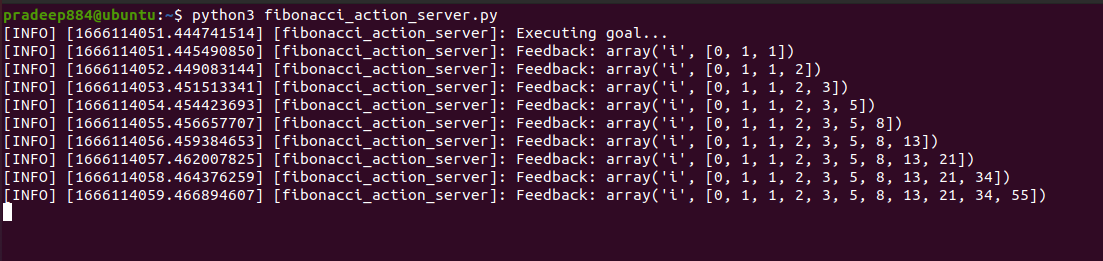 pradeep884@ubuntu:~$ python3 fibonacci_action_server.py
[INFO] [1666114051.444741514] [fibonacci_action_server]: Executing goal...
[INFO] [1666114051.445490850] [fibonacci_action_server]: Feedback: array('i', [0, 1, 1])
[INFO] [1666114052.449083144] [fibonacci_action_server]: Feedback: array('i', [0, 1, 1, 2])
[INFO] [1666114053.451513341] [fibonacci_action_server]: Feedback: array('i', [0, 1, 1, 2, 3])
[INFO] [1666114054.454423693] [fibonacci_action_server]: Feedback: array('i', [0, 1, 1, 2, 3, 5])
[INFO] [1666114055.456657707] [fibonacci_action_server]: Feedback: array('i', [0, 1, 1, 2, 3, 5, 8])
[INFO] [1666114056.459384653] [fibonacci_action_server]: Feedback: array('i', [0, 1, 1, 2, 3, 5, 8, 13])
[INFO] [1666114057.462007825] [fibonacci_action_server]: Feedback: array('i', [0, 1, 1, 2, 3, 5, 8, 13, 21])
[INFO] [1666114058.464376259] [fibonacci_action_server]: Feedback: array('i', [0, 1, 1, 2, 3, 5, 8, 13, 21, 34])
[INFO] [1666114059.466894607] [fibonacci_action_server]: Feedback: array('i', [0, 1, 1, 2, 3, 5, 8, 13, 21, 34, 55])